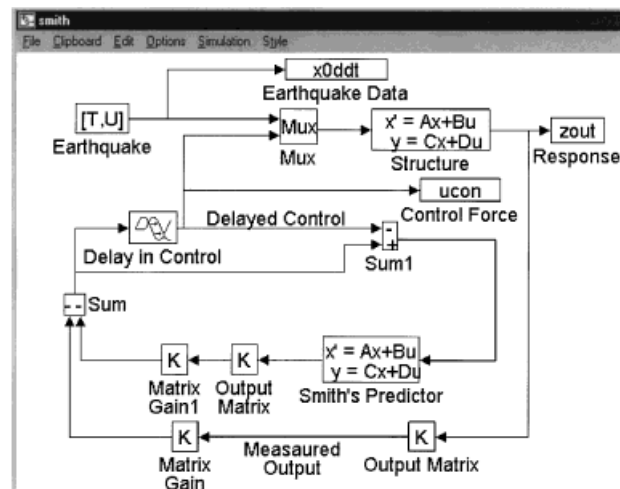 smith
File Clipboard Edit Options Simulation Style
x0ddt
Earthquake Data
[T,U]
Earthquake
Mux
Mux
x' = Ax+Bu
y = Cx+Du
Structure
zout
Response
ucon
Control Force
Delayed Control
Delay in Control
-
+
Sum1
- -
Sum
K
Matrix
Gain1
K
Output
Matrix
x' = Ax+Bu
y = Cx+Du
Smith's Predictor
K
Matrix
Gain
Measaured
Output
K
Output Matrix